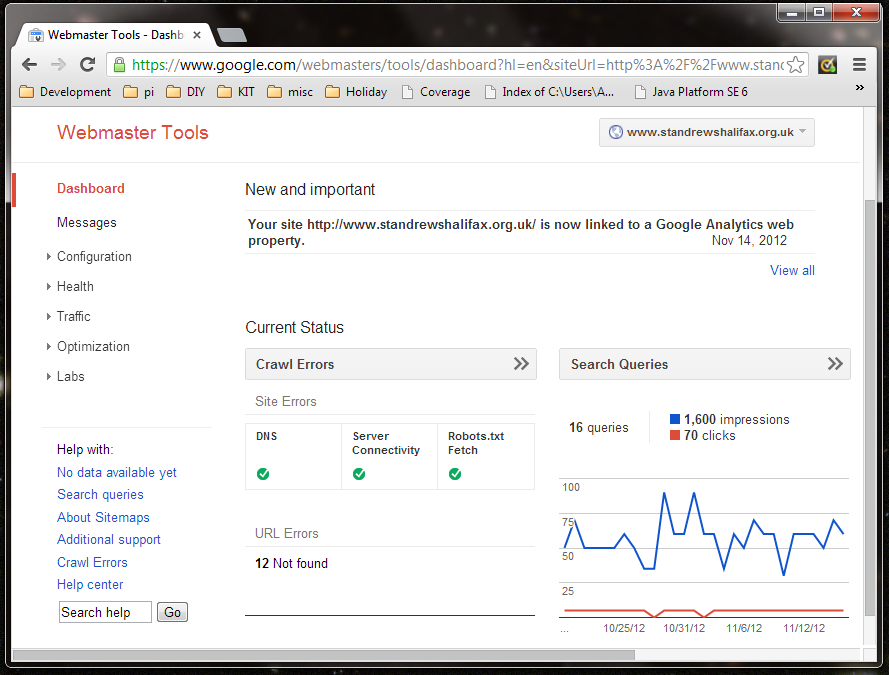 Webmaster Tools - Dashb
https://www.google.com/webmasters/tools/dashboard?hl=en&siteUrl=http%3A%2F%2Fwww.stand
Development pi DIY KIT misc Holiday Coverage Index of C:\Users\A... Java Platform SE 6 »
Webmaster Tools
www.standrewshalifax.org.uk
Dashboard
Messages
Configuration
Health
Traffic
Optimization
Labs
Help with:
No data available yet
Search queries
About Sitemaps
Additional support
Crawl Errors
Help center
Search help Go
New and important
Your site http://www.standrewshalifax.org.uk/ is now linked to a Google Analytics web
property.
Nov 14, 2012
View all
Current Status
Crawl Errors
Site Errors
DNS
Server
Connectivity
Robots.txt
Fetch
URL Errors
12 Not found
Search Queries
16 queries
1,600 impressions
70 clicks
100
75
50
25
... 10/25/12 10/31/12 11/6/12 11/12/12